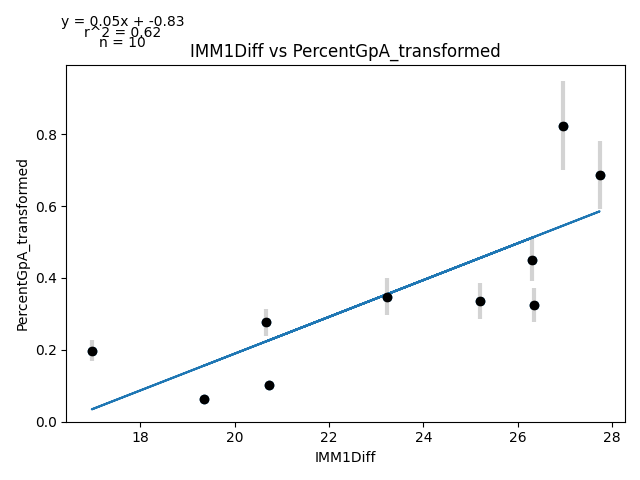 y = 0.05x + -0.83
r^2 = 0.62
n = 10
IMM1Diff vs PercentGpA_transformed
PercentGpA_transformed
0.8
0.6
0.4
0.2
0.0
18 20 22 24 26 28
IMM1Diff